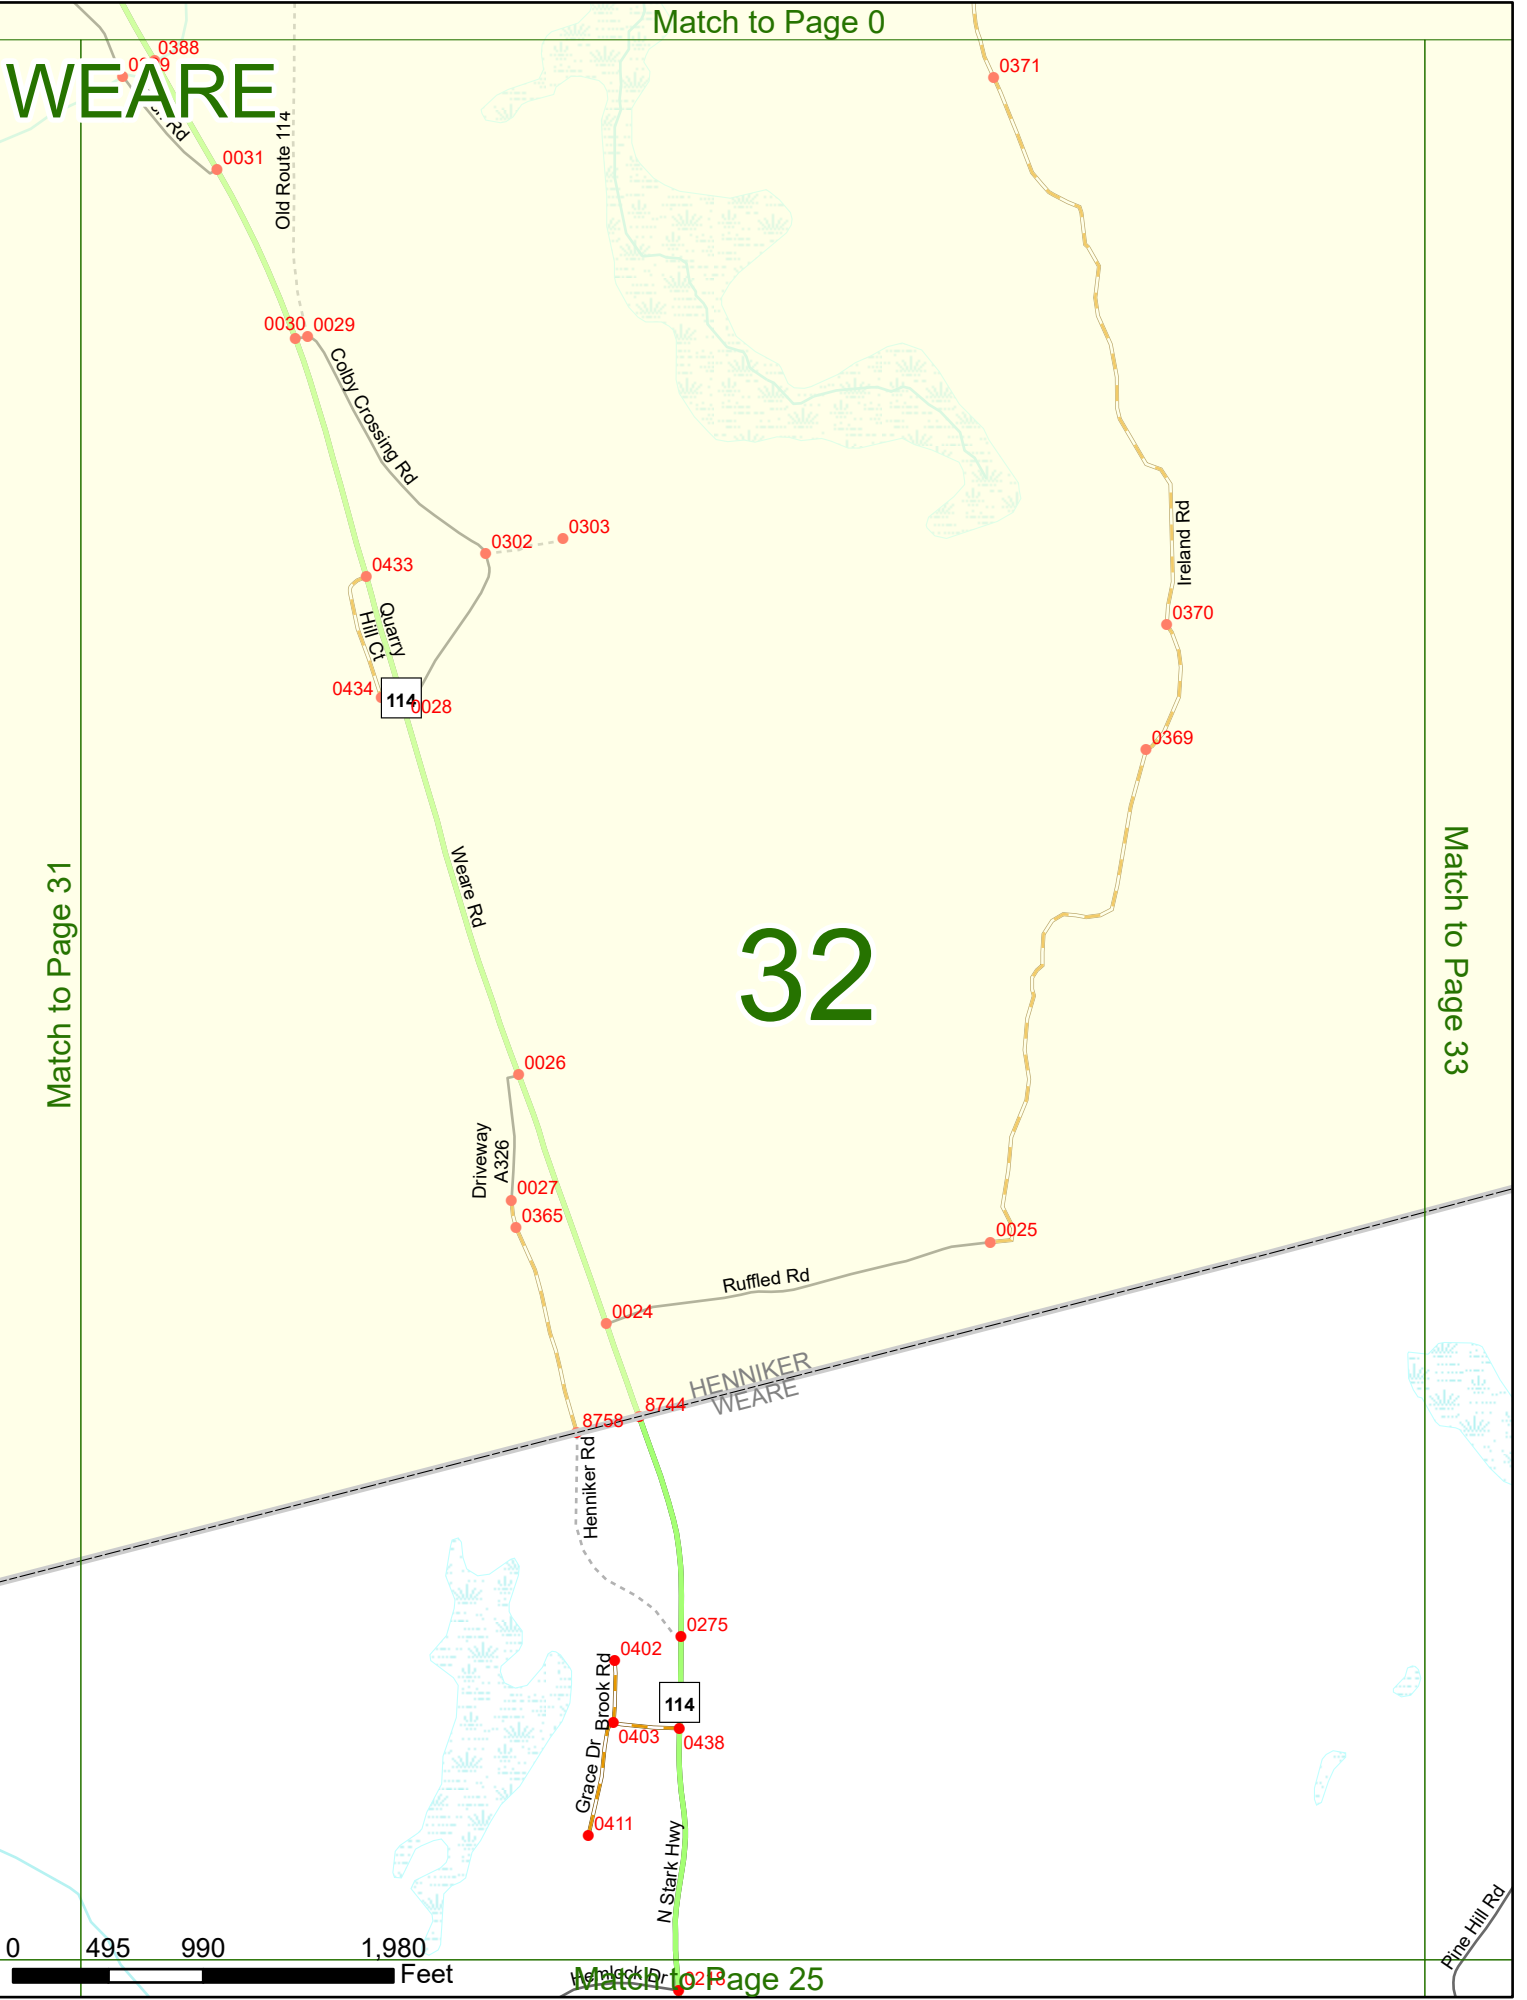 Match to Page 0
0388
0371
WEARE
Rd
Old Route 114
0031
0030
0029
Colby Crossing Rd
0303
0302
Ireland Rd
0433
Quarry
Hill Ct
0370
0434
114
0028
0369
Weare Rd
Match to Page 31
32
Match to Page 33
0026
Driveway
A326
0027
0365
0025
Ruffled Rd
0024
HENNIKER
WEARE
8744
8758
Henniker Rd
0275
0402
Brook Rd
114
0403
0438
Grace Dr
0411
N Stark Hwy
Pine Hill Rd
0
495
990
1,980
Feet
Hemlock Dr
Match to Page 25